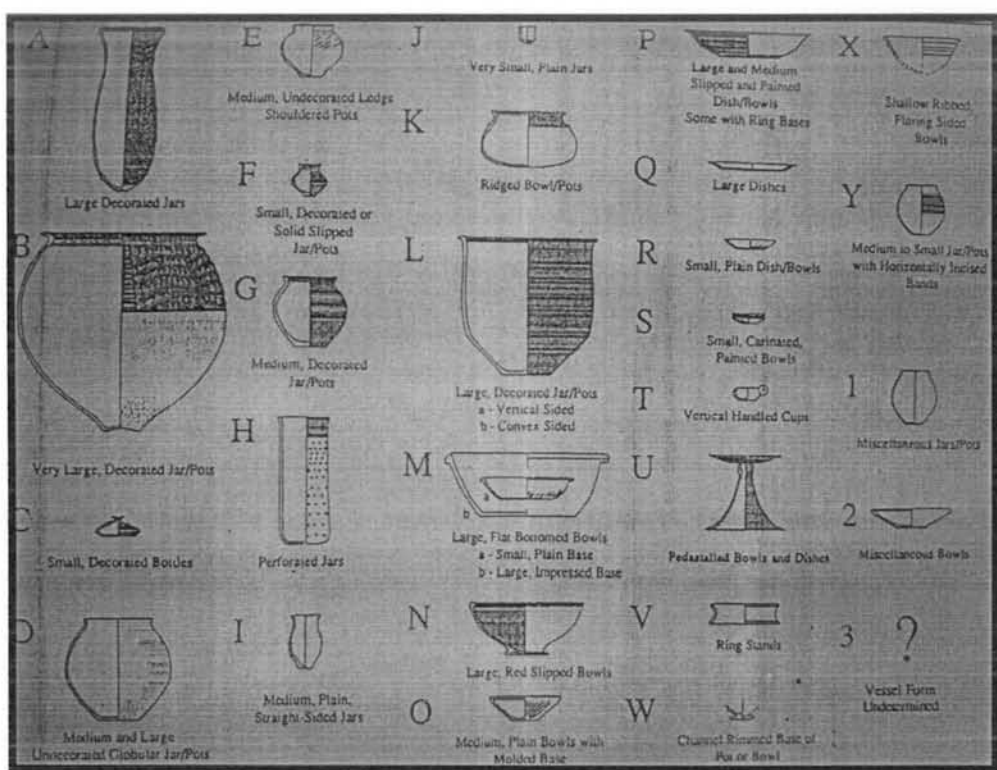 A
Large Decorated Jars
B
Very Large, Decorated Jar/Pots
C
Small, Decorated Bottles
D
Medium and Large
Undecorated Globular Jar/Pots
E
Medium, Undecorated Ledge
Shouldered Pots
F
Small, Decorated or
Solid Slipped
Jar/Pots
G
Medium, Decorated
Jar/Pots
H
Perforated Jars
I
Medium, Plain,
Straight-Sided Jars
J
Very Small, Plain Jars
K
Ridged Bowl/Pots
L
Large, Decorated Jar/Pots
a - Vertical Sided
b - Convex Sided
M
a
b
Large, Flat Bottomed Bowls
a - Small, Plain Base
b - Large, Impressed Base
N
Large, Red Slipped Bowls
O
Medium, Plain Bowls with
Molded Base
P
Large and Medium
Slipped and Painted
Dish/Bowls
Some with Ring Bases
Q
Large Dishes
R
Small, Plain Dish/Bowls
S
Small, Carinated,
Painted Bowls
T
Vertical Handled Cups
U
Pedastalled Bowls and Dishes
V
Ring Stands
W
Channel Rimmed Base of
Pot or Bowl
X
Shallow Ribbed,
Flaring Sided
Bowls
Y
Medium to Small Jar/Pots
with Horizontally Incised
Bands
1
Miscellaneous Jars/Pots
2
Miscellaneous Bowls
3
?
Vessel Form
Undetermined